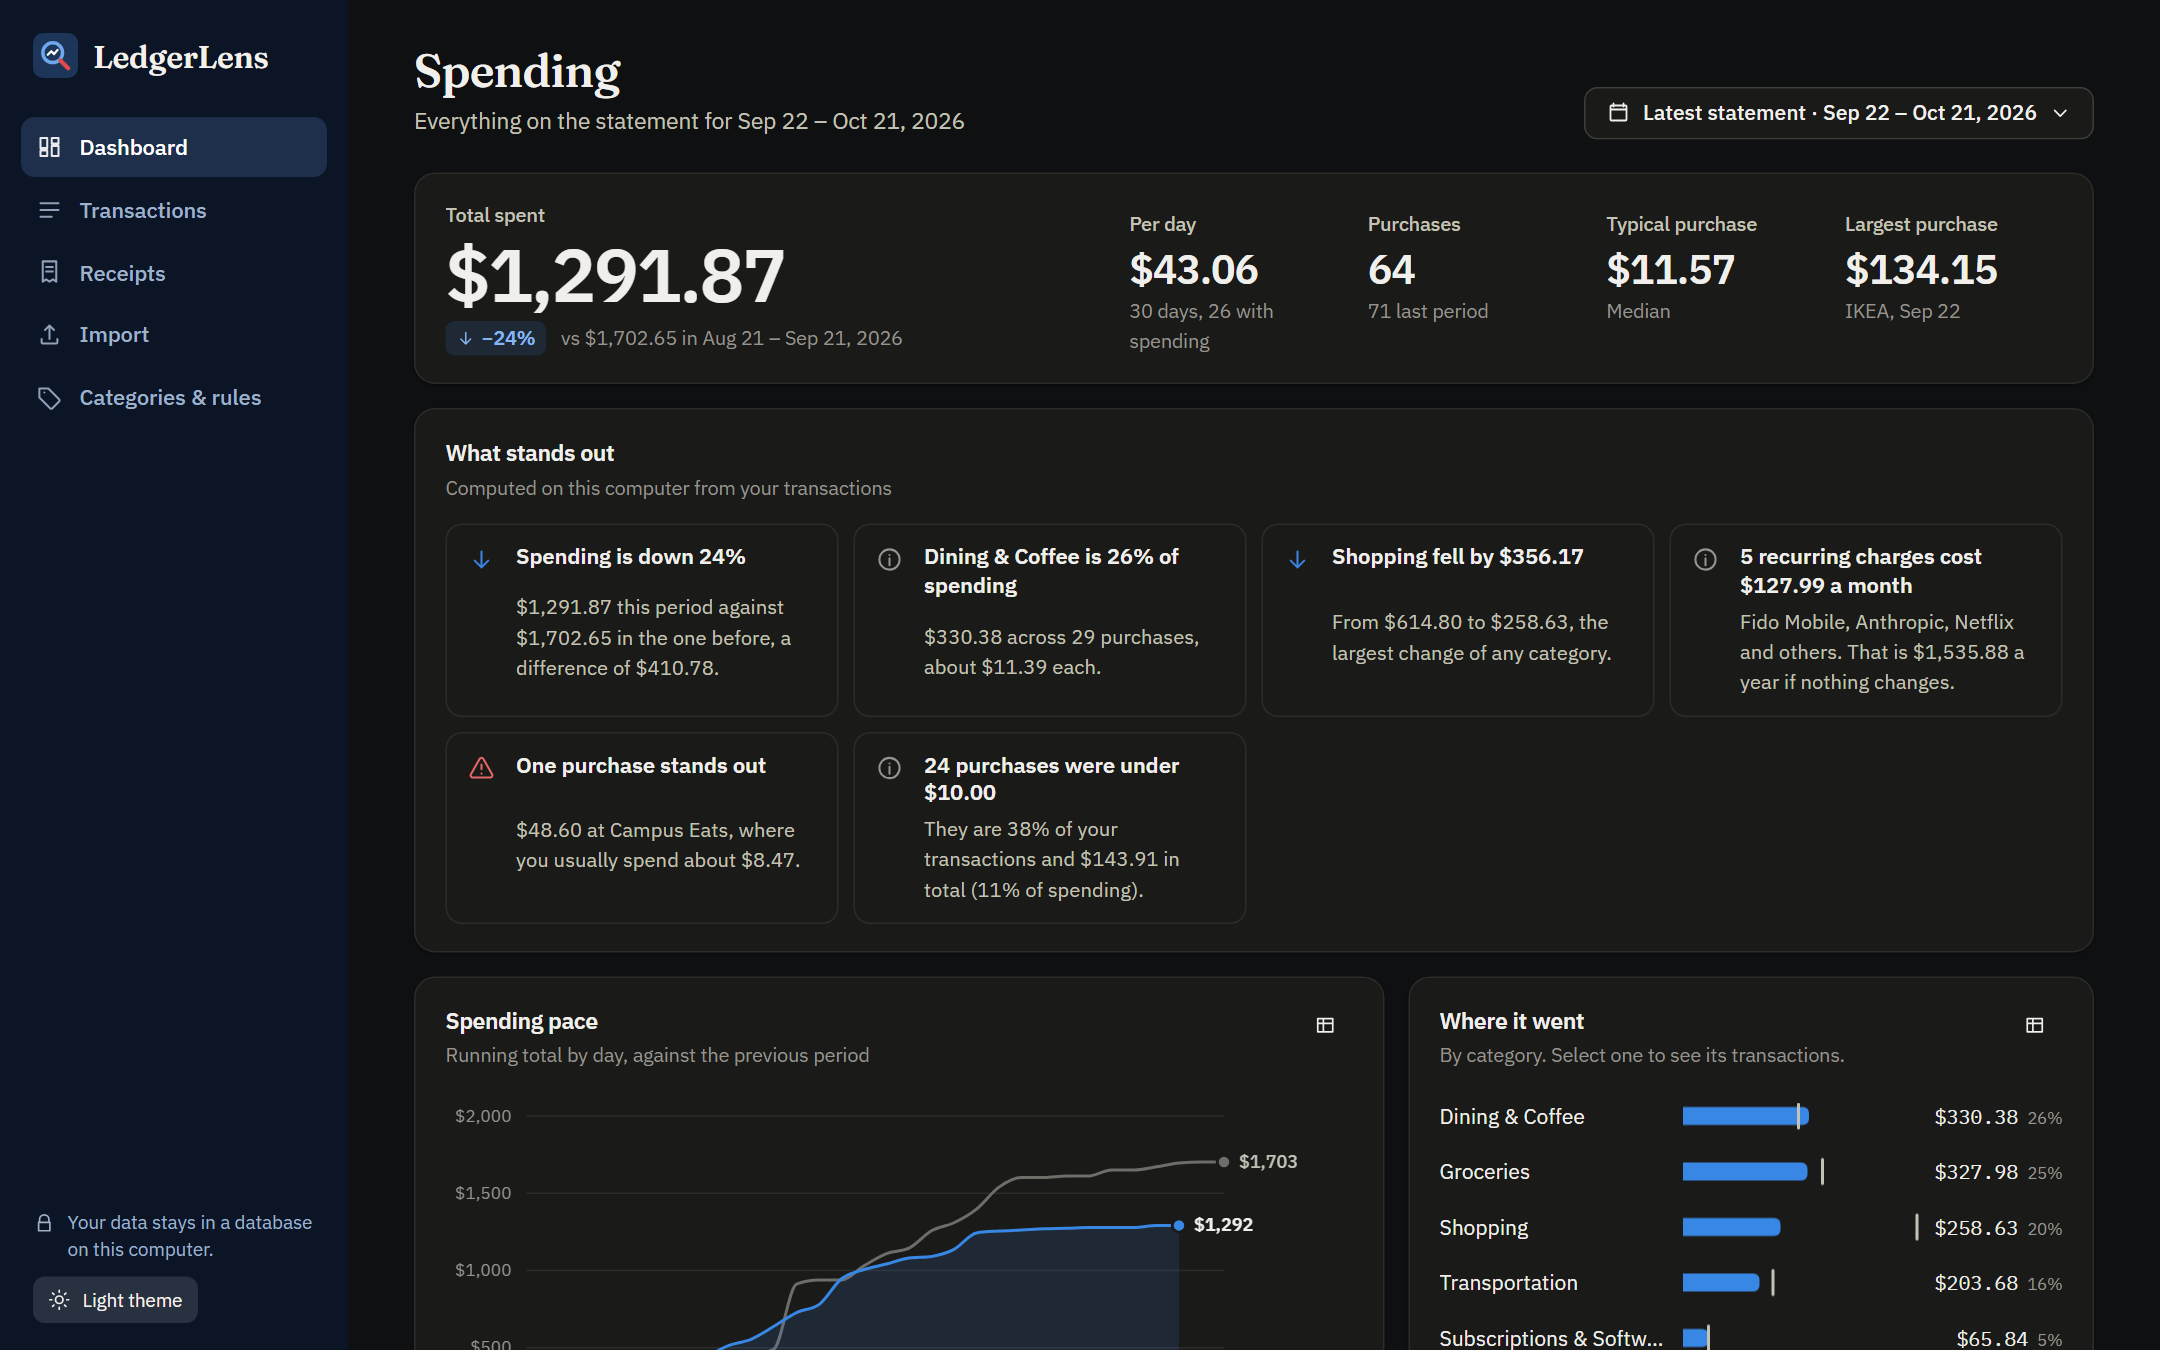 LedgerLens
Dashboard
Transactions
Receipts
Import
Categories & rules
Your data stays in a database
on this computer.
Light theme
Spending
Everything on the statement for Sep 22 – Oct 21, 2026
Latest statement · Sep 22 – Oct 21, 2026
Total spent
$1,291.87
−24%
vs $1,702.65 in Aug 21 – Sep 21, 2026
Per day
$43.06
30 days, 26 with
spending
Purchases
64
71 last period
Typical purchase
$11.57
Median
Largest purchase
$134.15
IKEA, Sep 22
What stands out
Computed on this computer from your transactions
Spending is down 24%
$1,291.87 this period against
$1,702.65 in the one before, a
difference of $410.78.
Dining & Coffee is 26% of
spending
$330.38 across 29 purchases,
about $11.39 each.
Shopping fell by $356.17
From $614.80 to $258.63, the
largest change of any category.
5 recurring charges cost
$127.99 a month
Fido Mobile, Anthropic, Netflix
and others. That is $1,535.88 a
year if nothing changes.
One purchase stands out
$48.60 at Campus Eats, where
you usually spend about $8.47.
24 purchases were under
$10.00
They are 38% of your
transactions and $143.91 in
total (11% of spending).
Spending pace
Running total by day, against the previous period
$2,000
$1,500
$1,000
$500
$1,703
$1,292
Where it went
By category. Select one to see its transactions.
Dining & Coffee $330.38 26%
Groceries $327.98 25%
Shopping $258.63 20%
Transportation $203.68 16%
Subscriptions & Softw... $65.84 5%